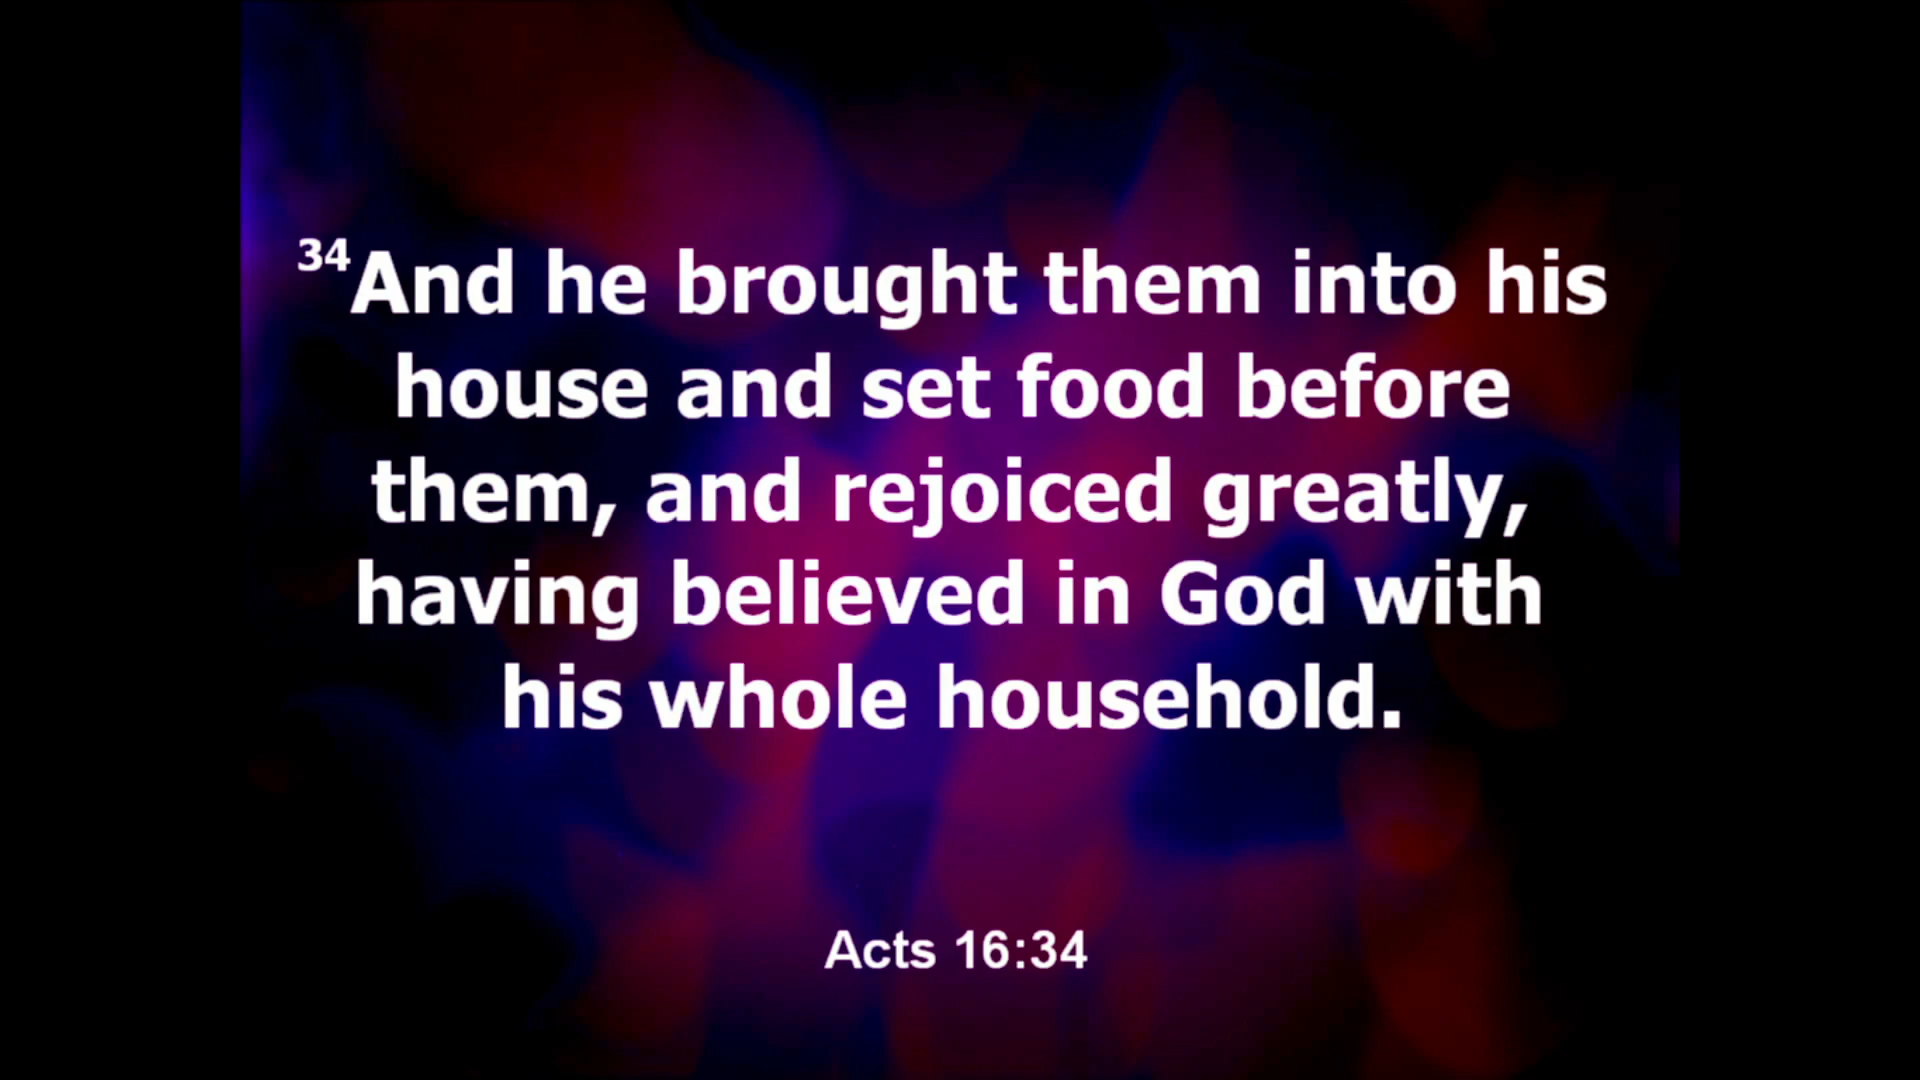 34And he brought them into his
house and set food before
them, and rejoiced greatly,
having believed in God with
his whole household.
Acts 16:34